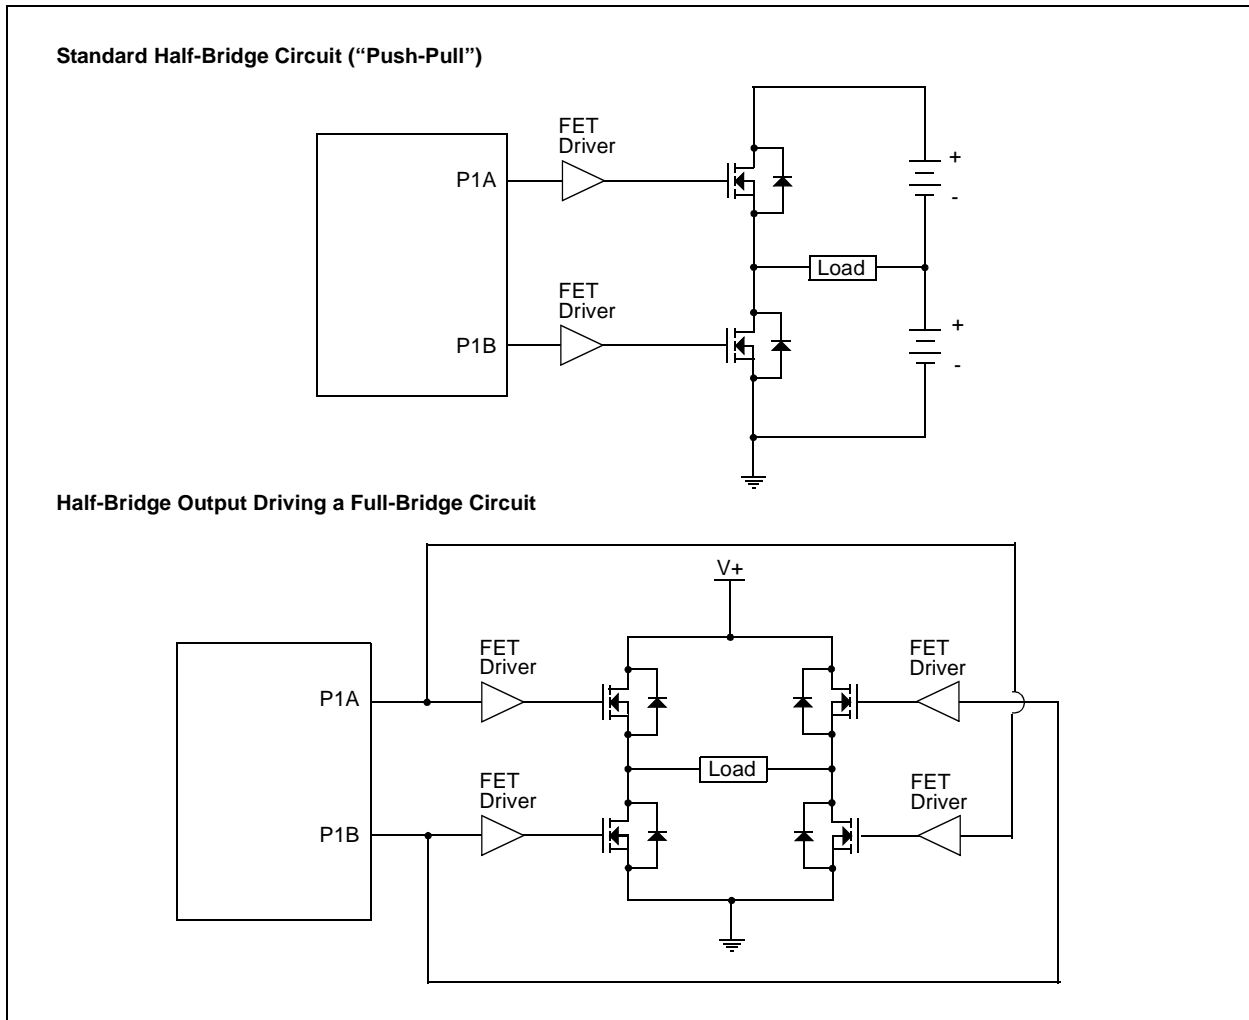 Standard Half-Bridge Circuit (“Push-Pull”)
FET
Driver
P1A
+
-
Load
FET
Driver
P1B
+
-
Half-Bridge Output Driving a Full-Bridge Circuit
V+
FET
Driver
FET
Driver
P1A
Load
FET
Driver
FET
Driver
P1B